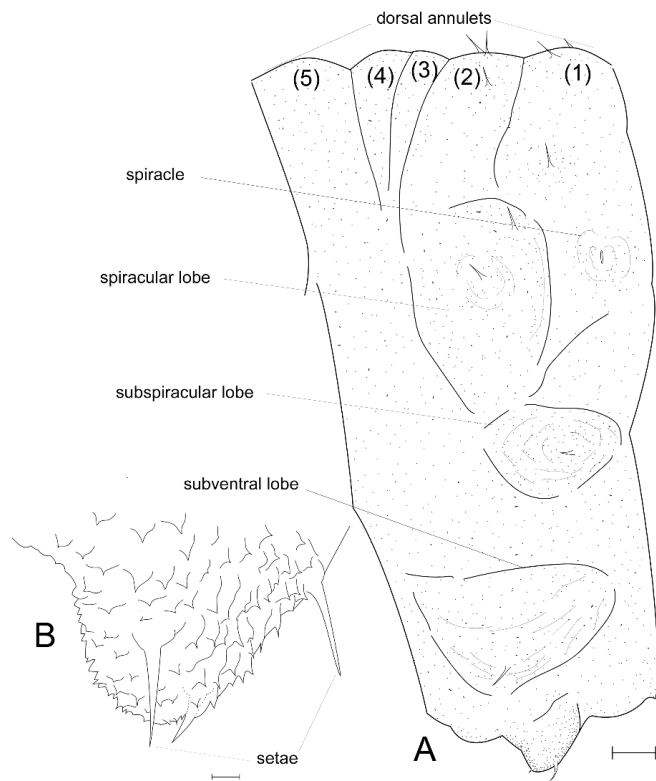 dorsal annulets
(5)
(4)
(3)
(2)
(1)
spiracle
spiracular lobe
subspiracular lobe
subventral lobe
B
setae
A